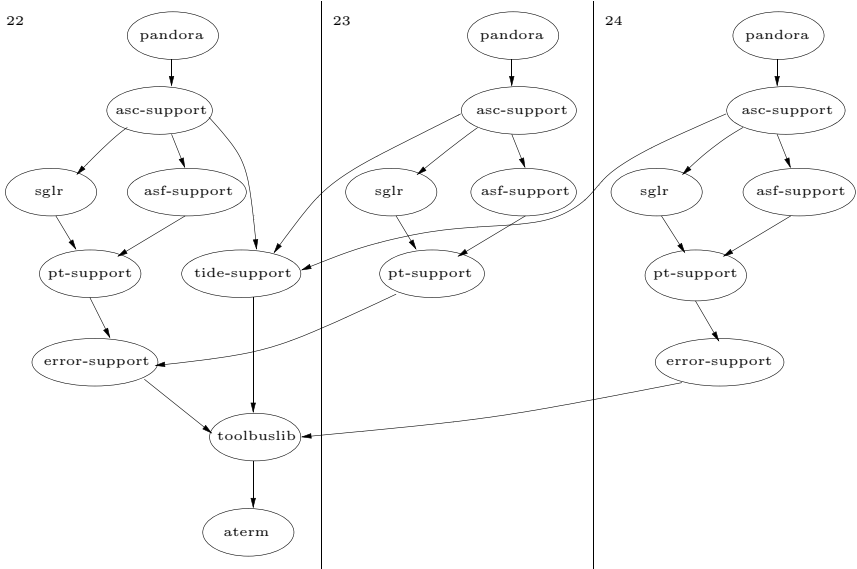 22
pandora
asc-support
sglr
asf-support
pt-support
tide-support
error-support
toolbuslib
aterm
23
pandora
asc-support
sglr
asf-support
pt-support
24
pandora
asc-support
sglr
asf-support
pt-support
error-support